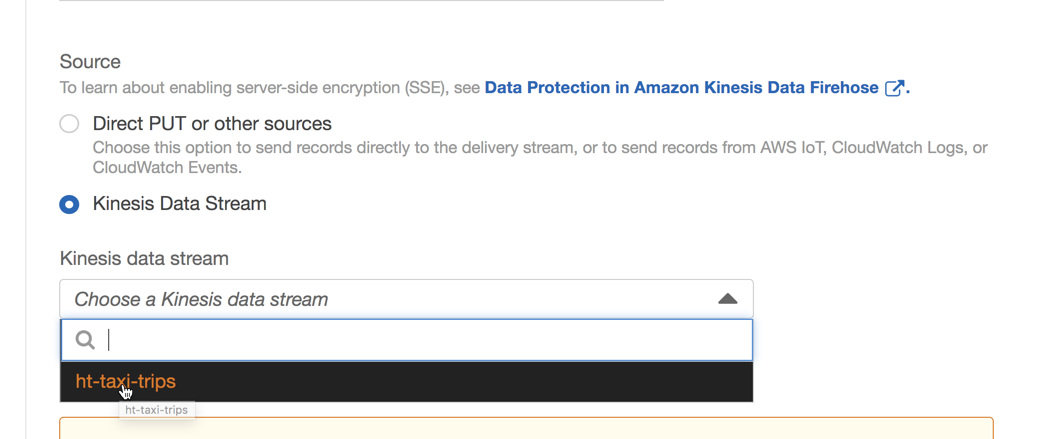 Source
To learn about enabling server-side encryption (SSE), see Data Protection in Amazon Kinesis Data Firehose.
Direct PUT or other sources
Choose this option to send records directly to the delivery stream, or to send records from AWS IoT, CloudWatch Logs, or
CloudWatch Events.
Kinesis Data Stream
Kinesis data stream
Choose a Kinesis data stream
ht-taxi-trips
ht-taxi-trips